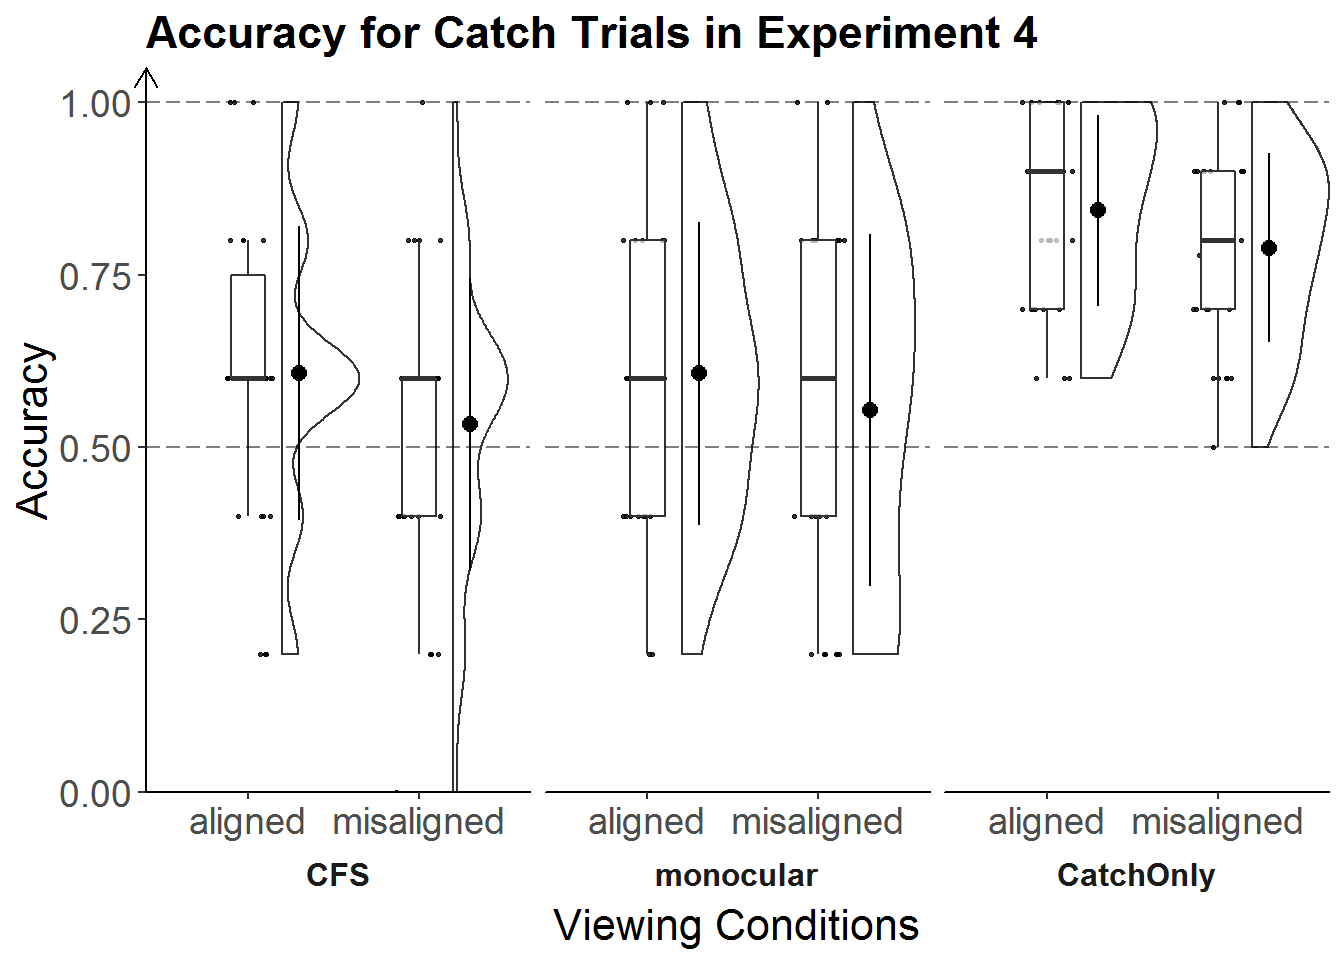 Accuracy for Catch Trials in Experiment 4
1.00
0.75
0.50
0.25
0.00
Accuracy
aligned misaligned aligned misaligned aligned misaligned
CFS monocular CatchOnly
Viewing Conditions